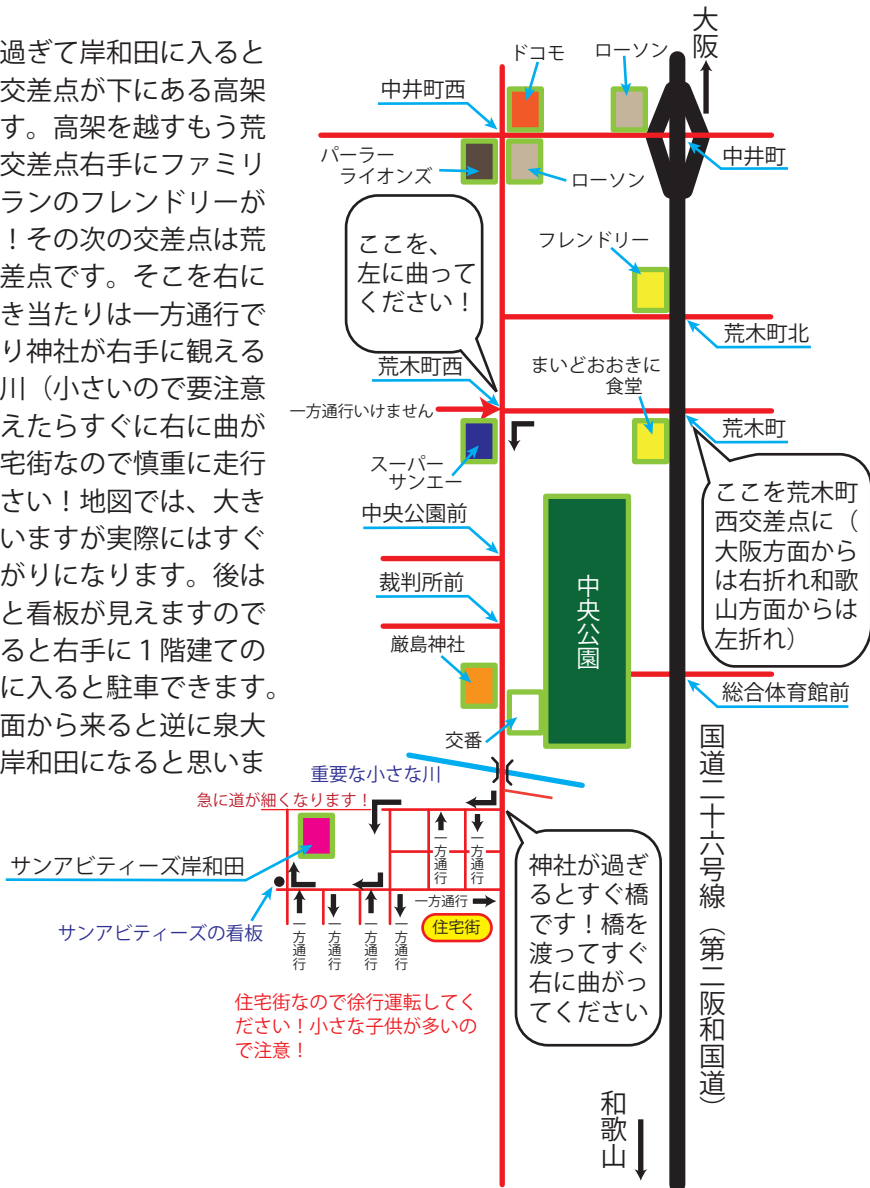 過ぎて岸和田に入ると
交差点が下にある高架
す。高架を越すもう荒
交差点右手にファミリ
ランのフレンドリーが
！その次の交差点は荒
差点です。そこを右に
き当たりは一方通行で
り神社が右手に観える
川（小さいので要注意
えたらすぐに右に曲が
宅街なので慎重に走行
さい！地図では、大き
いますが実際にはすぐ
がりになります。後は
と看板が見えますので
ると右手に１階建ての
に入ると駐車できます。
面から来ると逆に泉大
岸和田になると思いま
大阪
ドコモ
ローソン
中井町西
中井町
パーラー
ライオンズ
ローソン
ここを、
左に曲って
ください！
フレンドリー
荒木町北
荒木町西
まいどおおきに
食堂
一方通行いけません
荒木町
スーパー
サンエー
ここを荒木町
西交差点に（
大阪方面から
は右折れ和歌
山方面からは
左折れ）
中央公園前
中央公園
裁判所前
厳島神社
総合体育館前
交番
国道二十六号線（第二阪和国道）
重要な小さな川
急に道が細くなります！
一方通行
一方通行
サンアビティーズ岸和田
神社が過ぎ
るとすぐ橋
です！橋を
渡ってすぐ
右に曲がっ
てください
一方通行
サンアビティーズの看板
一方通行
一方通行
一方通行
一方通行
住宅街
住宅街なので徐行運転してく
ださい！小さな子供が多いの
で注意！
和歌山